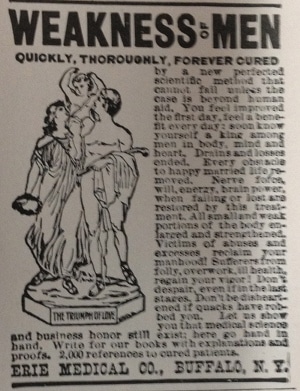 WEAKNESS OF MEN
QUICKLY, THOROUGHLY, FOREVER CURED
by a new perfected
scientific method that
cannot fail unless the
case is beyond human
aid. You feel improved
the first day, feel a bene-
fit every day: soon know
yourself a king among
men in body, mind and
heart. Drains and losses
ended. Every obstacle
to happy married life re-
moved. Nerve force,
will, energy, brain power,
when failing or lost are
restored by this treat-
ment. All small and weak
portions of the body en-
larged and strengthened.
Victims of abuses and
excesses reclaim your
manhood! Sufferers from
folly, overwork, ill health,
regain your vigor! Don't
despair, even if in the last
stages. Don't be disheart-
ened if quacks have rob-
bed you. Let us show
you that medical science
and business honor still exist; here go hand in
hand. Write for our books with explanations and
proofs. 2,000 references to cured patients.
ERIE MEDICAL CO., BUFFALO, N. Y.
THE TRIUMPH OF LOVE